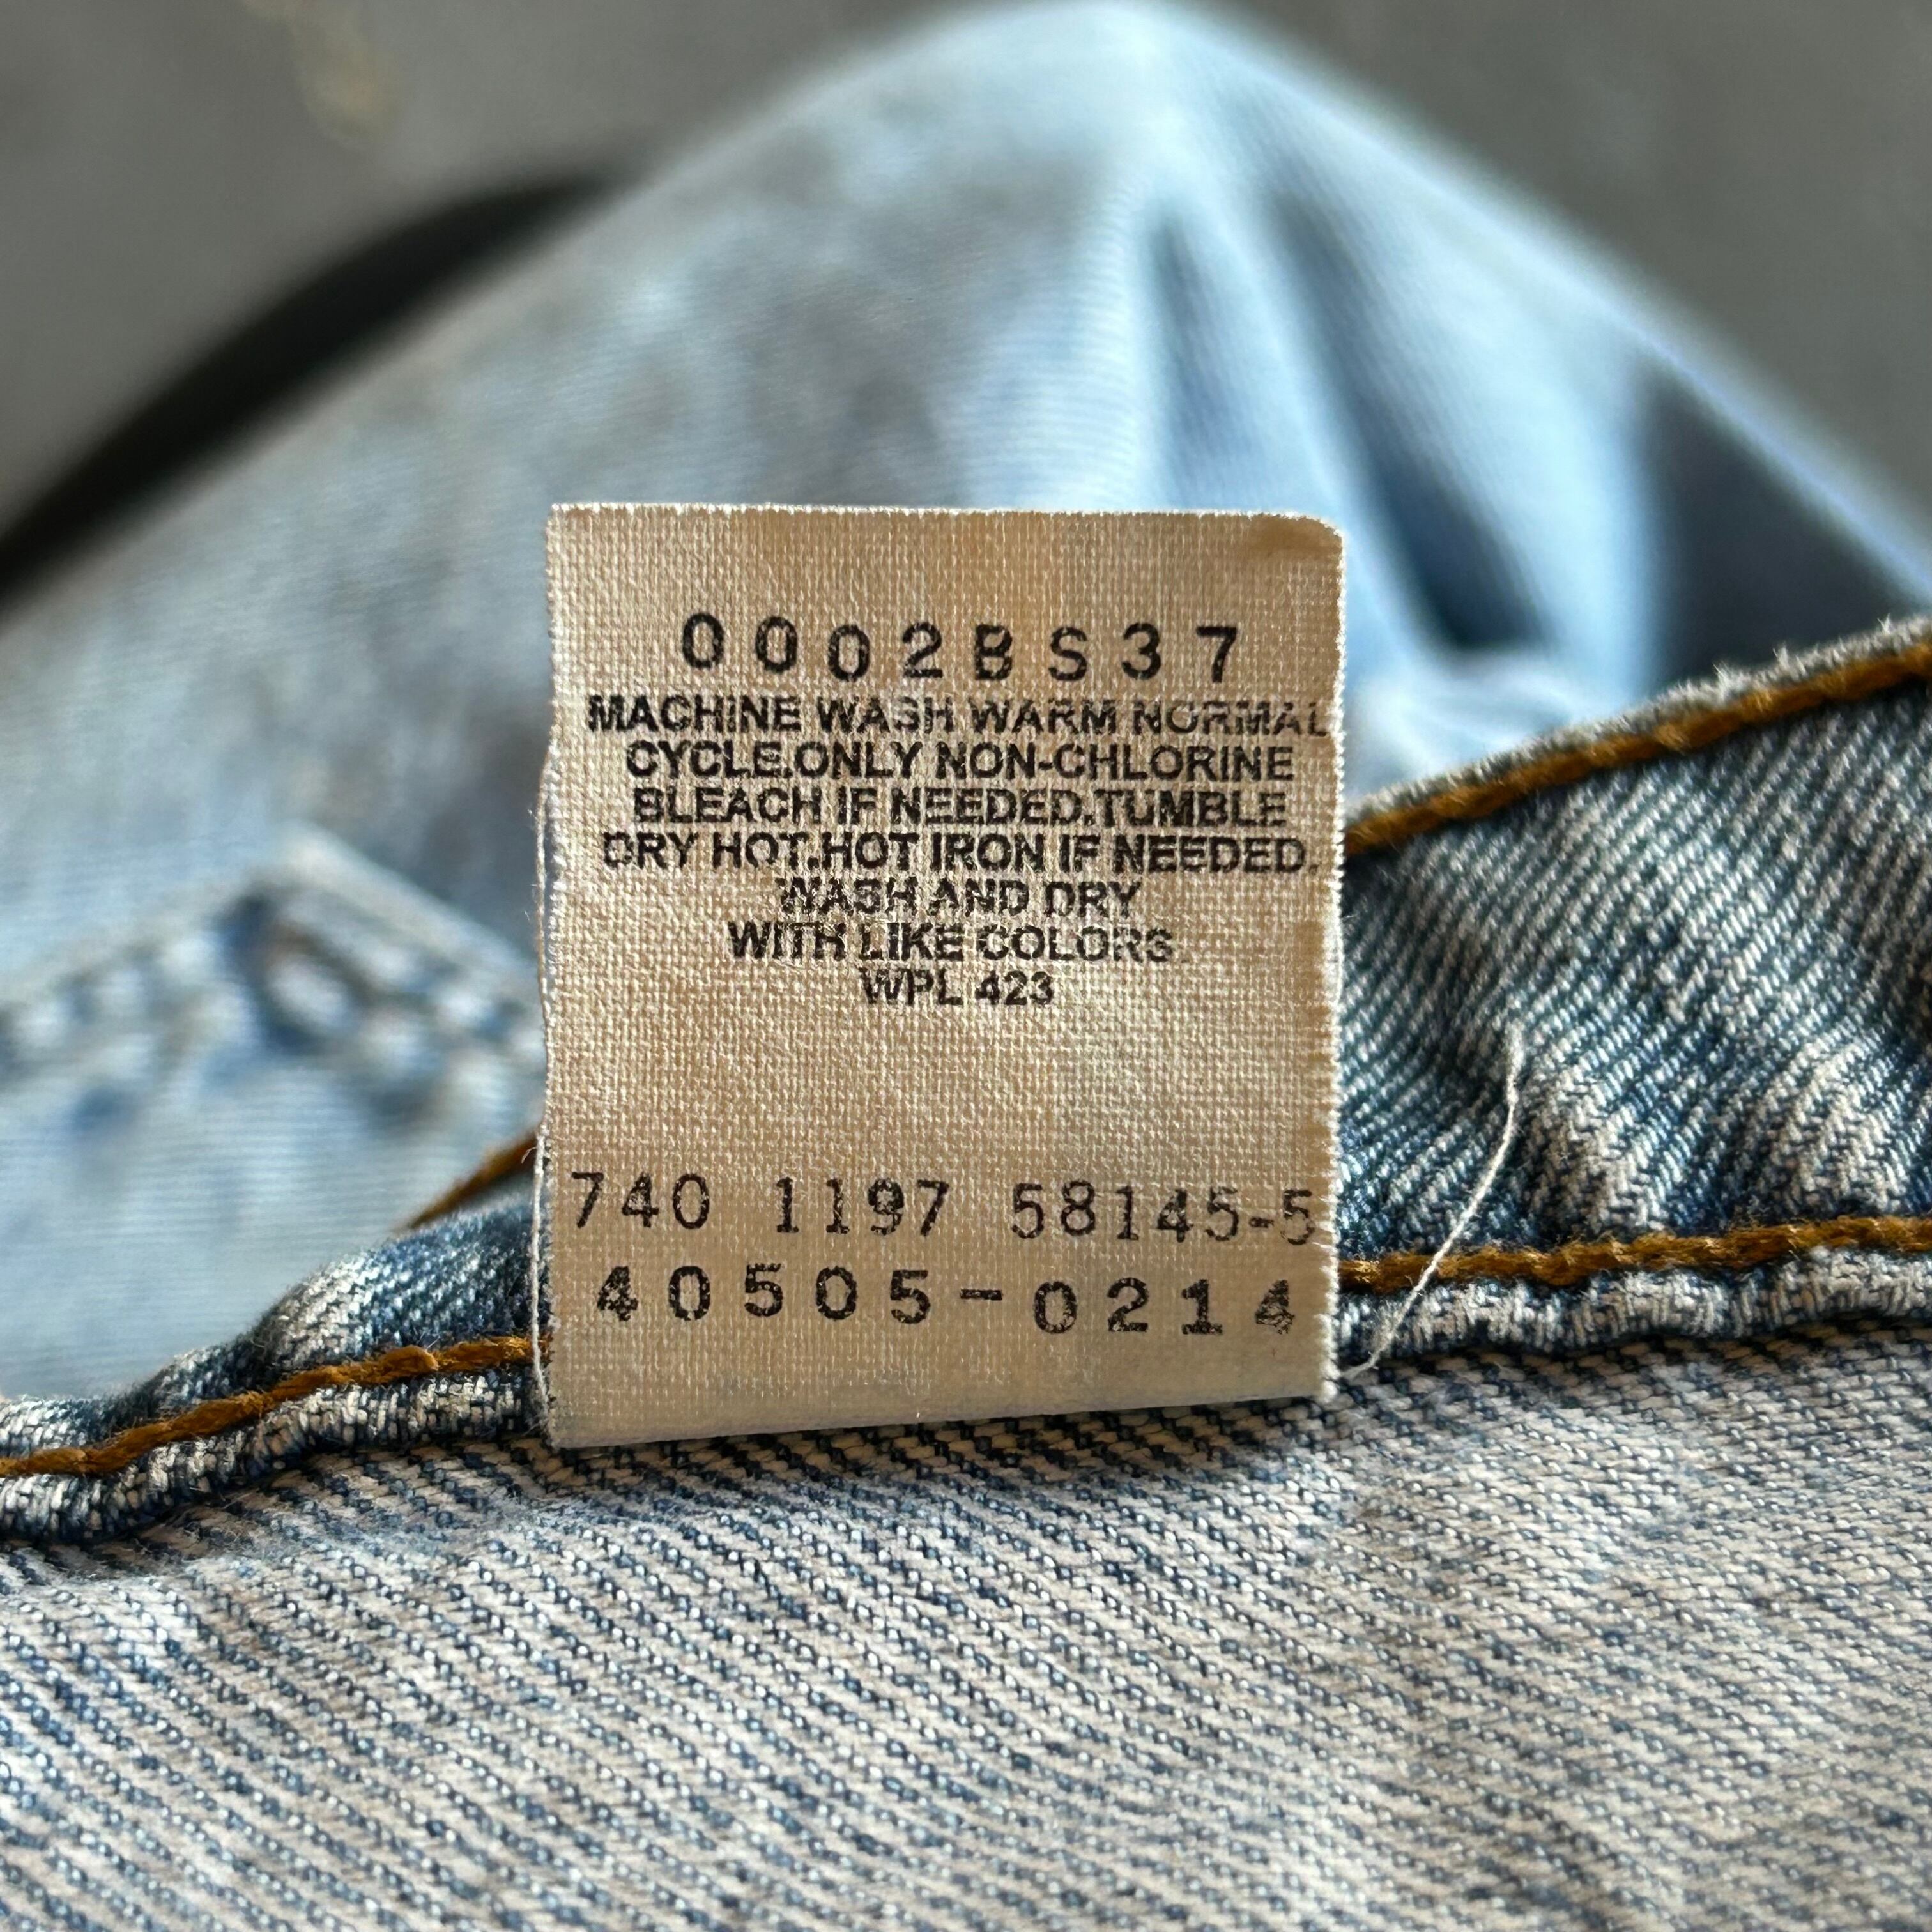 0002BS37
MACHINE WASH WARM NORMAL
CYCLE.ONLY NON-CHLORINE
BLEACH IF NEEDED.TUMBLE
DRY HOT.HOT IRON IF NEEDED.
WASH AND DRY
WITH LIKE COLORS
WPL 423
740 1197 58145-5
40505-0214